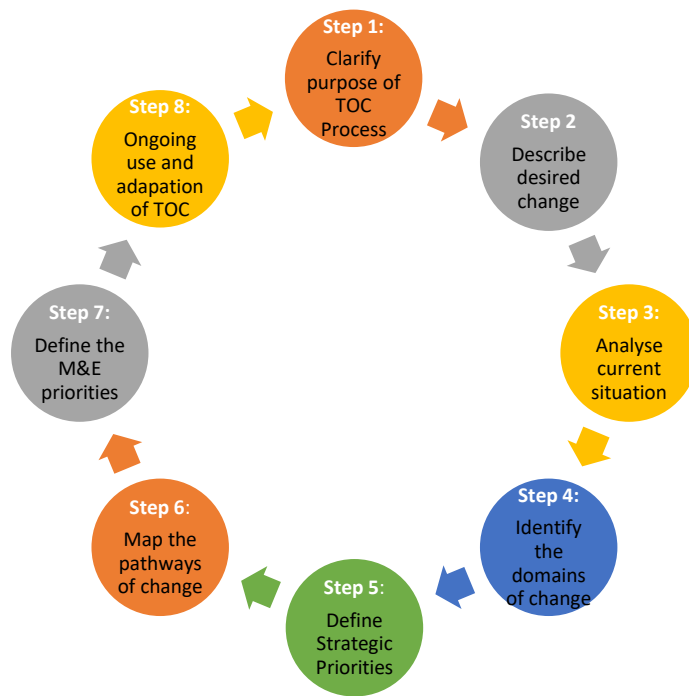 Step 1:
Clarify
purpose of
TOC
Process
Step 2
Describe
desired
change
Step 3:
Analyse
current
situation
Step 4:
Identify
the
domains
of change
Step 5:
Define
Strategic
Priorities
Step 6:
Map the
pathways
of change
Step 7:
Define the
M&E
priorities
Step 8:
Ongoing
use and
adapation
of TOC